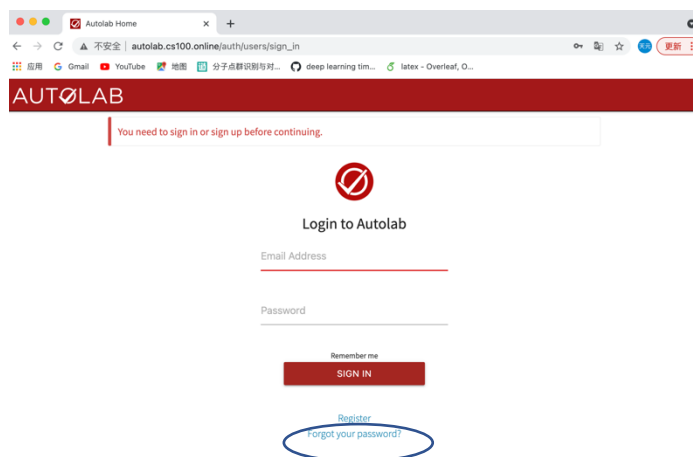 Autolab Home
不安全 autolab.cs100.online/auth/users/sign_in 天元 更新
应用 Gmail YouTube 地图 分子点群识别与对... deep learning tim... latex - Overleaf, O...
AUTOLAB
You need to sign in or sign up before continuing.
Login to Autolab
Email Address
Password
Remember me
SIGN IN
Register
Forgot your password?